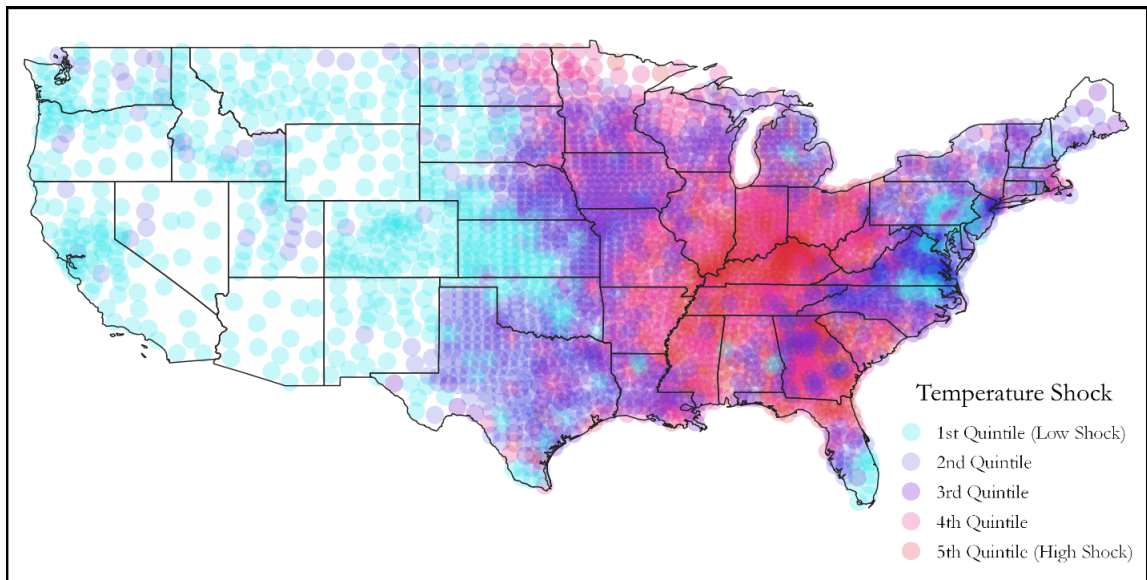 Temperature Shock
1st Quintile (Low Shock)
2nd Quintile
3rd Quintile
4th Quintile
5th Quintile (High Shock)